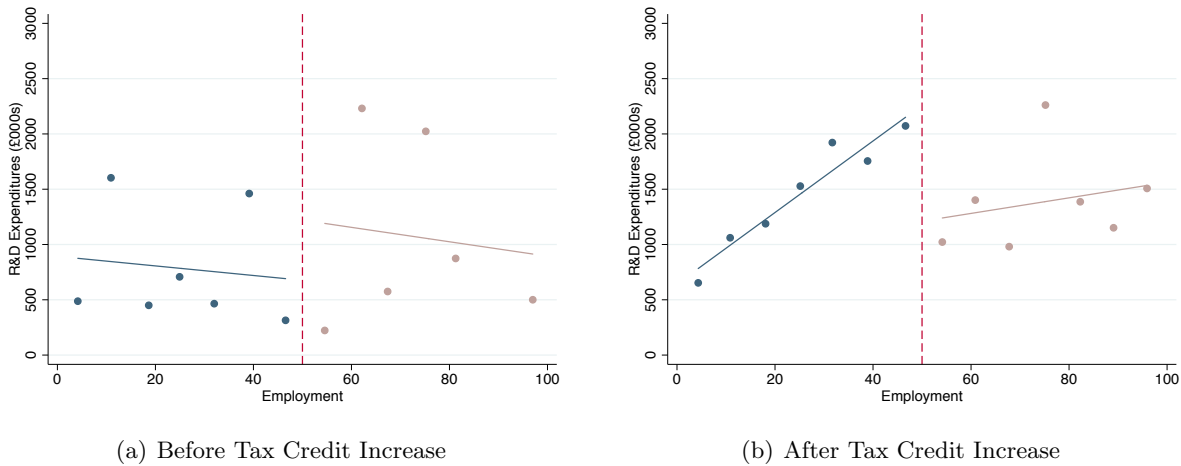 R&D Expenditures (£000s)
3000
2500
2000
1500
1000
500
0
0 20 40 60 80 100
Employment
(a) Before Tax Credit Increase
R&D Expenditures (£000s)
3000
2500
2000
1500
1000
500
0
0 20 40 60 80 100
Employment
(b) After Tax Credit Increase